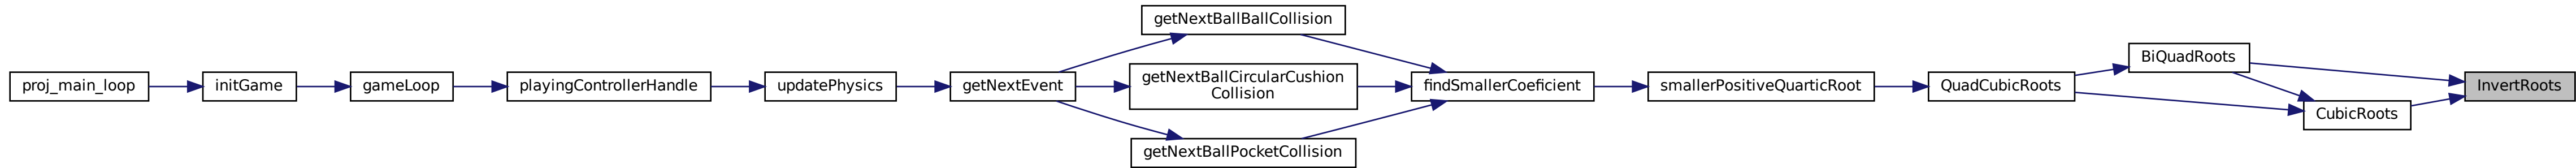 proj_main_loop
initGame
gameLoop
playingControllerHandle
updatePhysics
getNextEvent
getNextBallBallCollision
getNextBallCircularCushion
Collision
getNextBallPocketCollision
findSmallerCoeficient
smallerPositiveQuarticRoot
QuadCubicRoots
BiQuadRoots
CubicRoots
InvertRoots